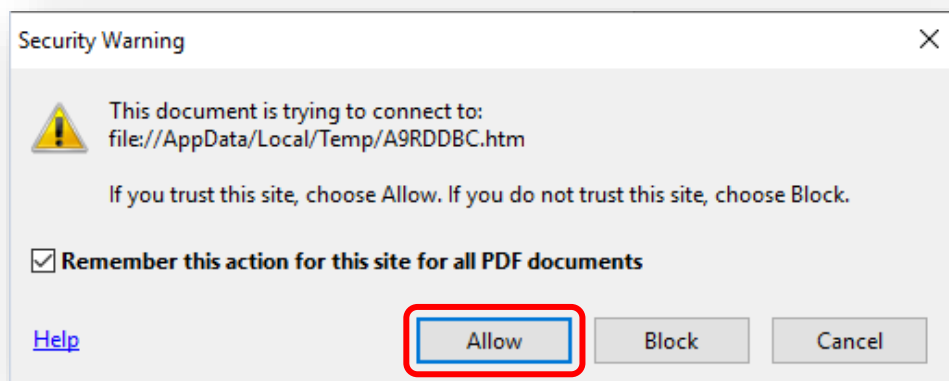 Security Warning
This document is trying to connect to:
file://AppData/Local/Temp/A9RDDBC.htm
If you trust this site, choose Allow. If you do not trust this site, choose Block.
Remember this action for this site for all PDF documents
Help
Allow
Block
Cancel